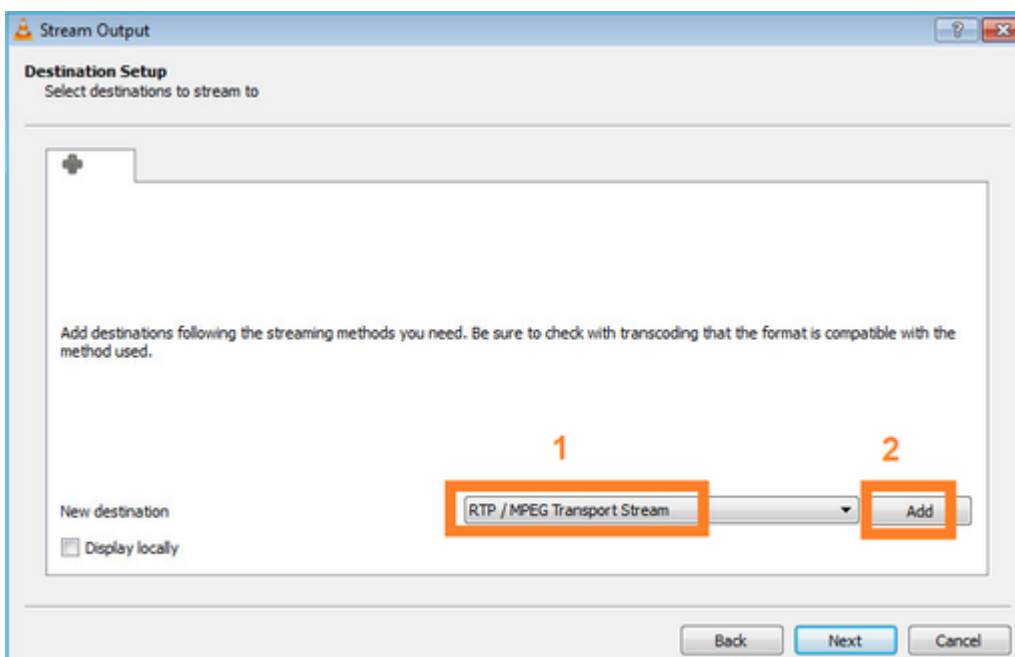 Stream Output
Destination Setup
Select destinations to stream to
Add destinations following the streaming methods you need. Be sure to check with transcoding that the format is compatible with the
method used.
1
2
New destination
RTP / MPEG Transport Stream
Add
Display locally
Back
Next
Cancel